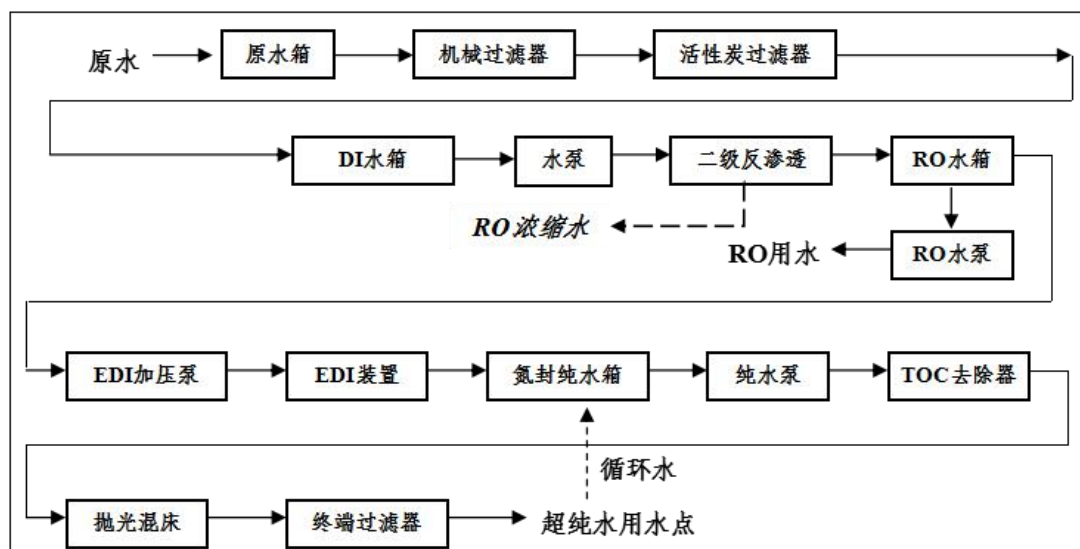 原水
原水箱
机械过滤器
活性炭过滤器
DI水箱
水泵
二级反渗透
RO水箱
RO浓缩水
RO用水
RO水泵
EDI加压泵
EDI装置
氮封纯水箱
纯水泵
TOC去除器
循环水
抛光混床
终端过滤器
超纯水用水点